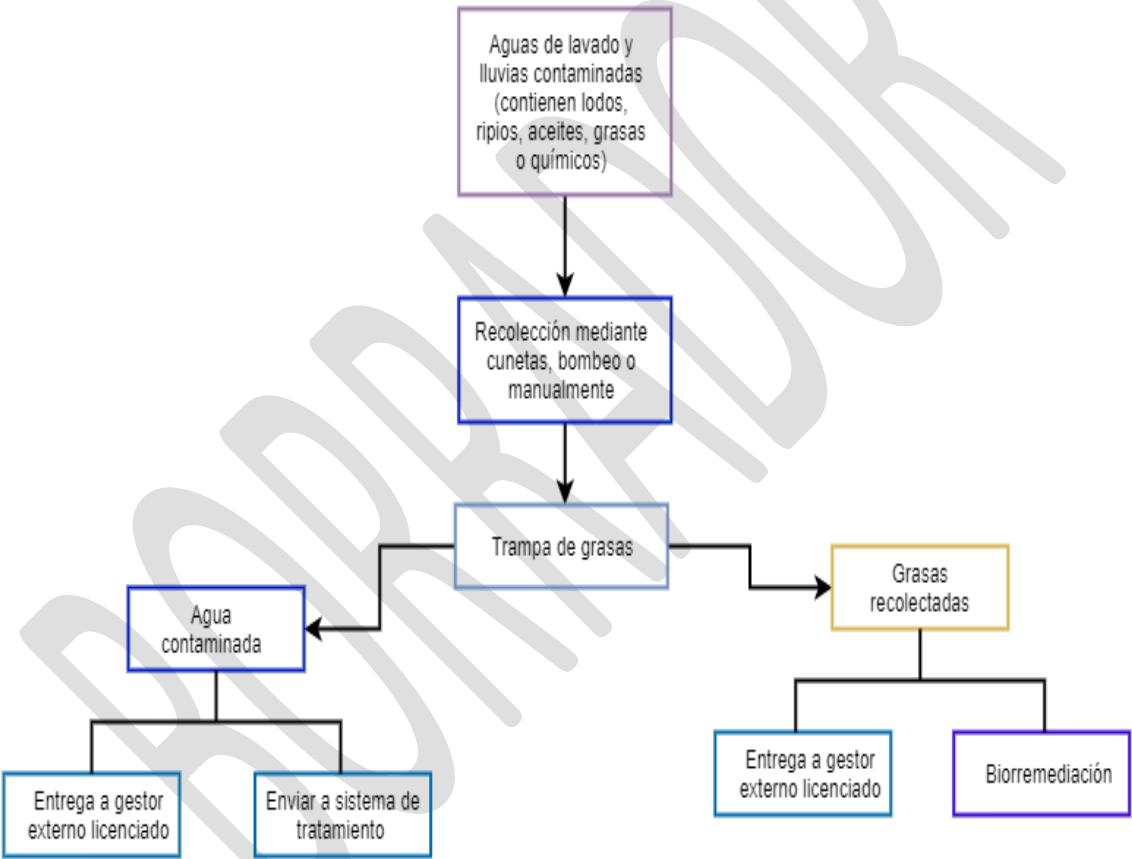 Aguas de lavado y
lluvias contaminadas
(contienen lodos,
ripios, aceites, grasas
o químicos)
Recolección mediante
cunetas, bombeo o
manualmente
Trampa de grasas
Agua
contaminada
Grasas
recolectadas
Entrega a gestor
externo licenciado
Enviar a sistema de
tratamiento
Entrega a gestor
externo licenciado
Biorremediación
BORRADOR